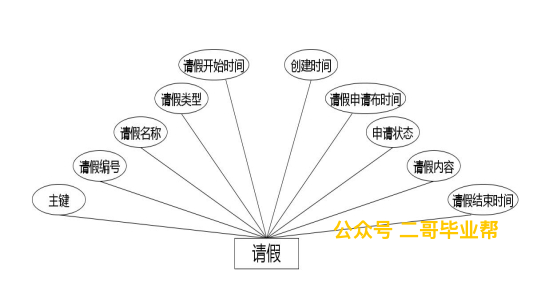 请假开始时间
创建时间
请假类型
请假申请布时间
请假名称
申请状态
请假编号
请假内容
主键
请假结束时间
公众号 二哥毕业帮
请假